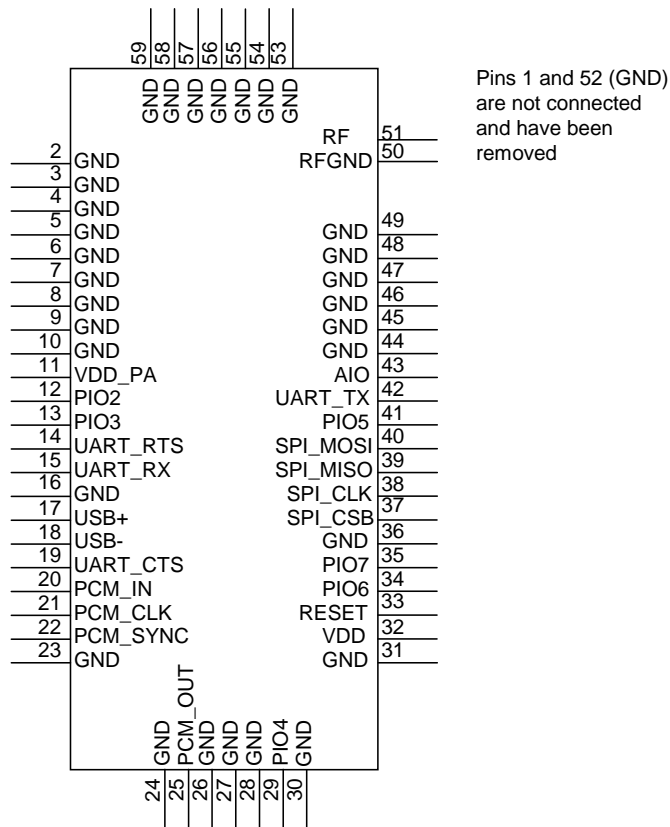 59 58 57 56 55 54 53
GND GND GND GND GND GND GND
Pins 1 and 52 (GND)
are not connected
and have been
removed
RF 51
RFGND 50
2 GND
3 GND
4 GND
5 GND
6 GND
7 GND
8 GND
9 GND
10 GND
11 VDD_PA
12 PIO2
13 PIO3
14 UART_RTS
15 UART_RX
16 GND
17 USB+
18 USB-
19 UART_CTS
20 PCM_IN
21 PCM_CLK
22 PCM_SYNC
23 GND
GND 49
GND 48
GND 47
GND 46
GND 45
GND 44
AIO 43
UART_TX 42
PIO5 41
SPI_MOSI 40
SPI_MISO 39
SPI_CLK 38
SPI_CSB 37
GND 36
PIO7 35
PIO6 34
RESET 33
VDD 32
GND 31
GND PCM_OUT GND GND GND PIO4 GND
24 25 26 27 28 29 30